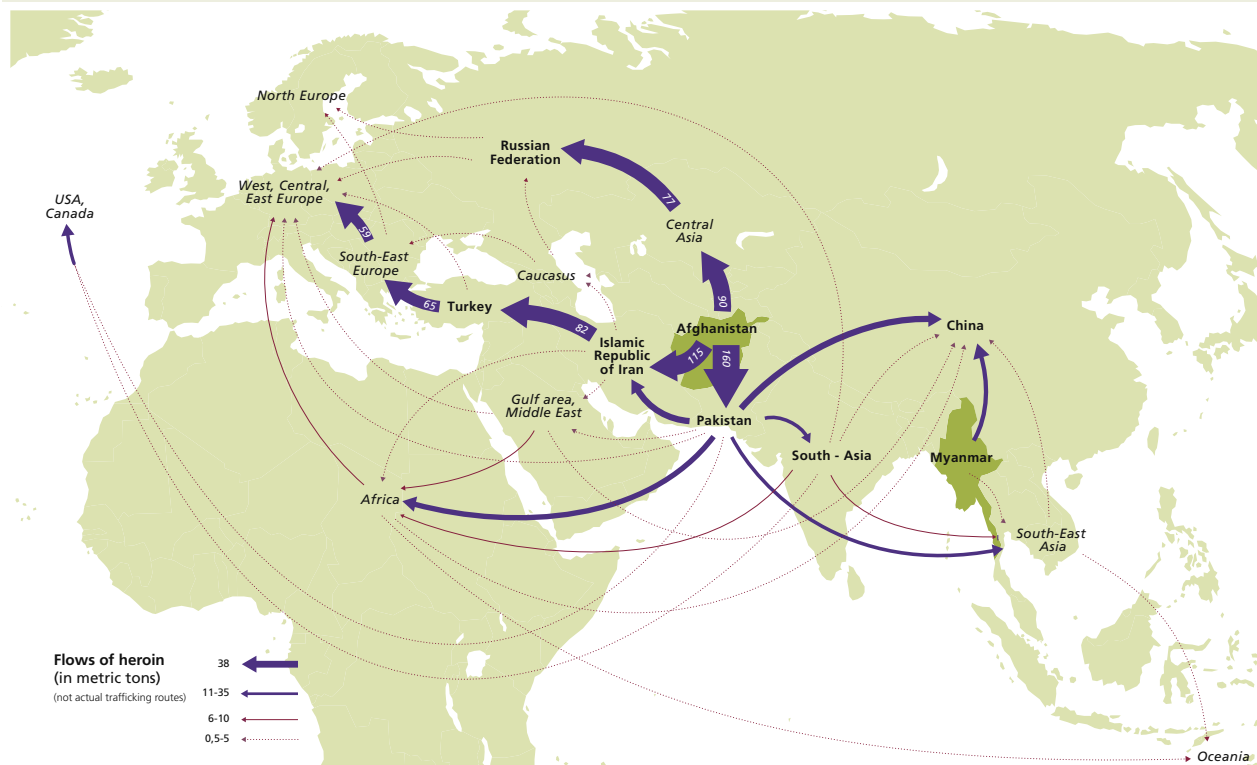 North Europe
Russian
Federation
West, Central,
East Europe
USA,
Canada
77
Central
Asia
59
South-East
Europe
Caucasus
90
65
Turkey
82
Afghanistan
China
Islamic
Republic
of Iran
115
160
Gulf area,
Middle East
Pakistan
South - Asia
Myanmar
Africa
South-East
Asia
Flows of heroin
(in metric tons)
(not actual trafficking routes)
38
11-35
6-10
0,5-5
Oceania